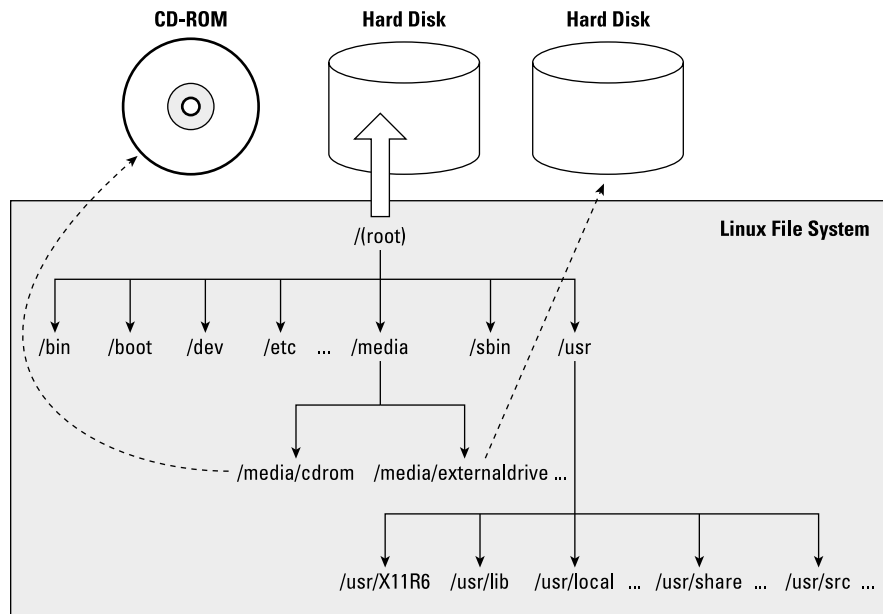 CD-ROM Hard Disk Hard Disk
/(root)
Linux File System
/bin /boot /dev /etc ... /media /sbin /usr
/media/cdrom /media/externaldrive ...
/usr/X11R6 /usr/lib /usr/local ... /usr/share ... /usr/src ...